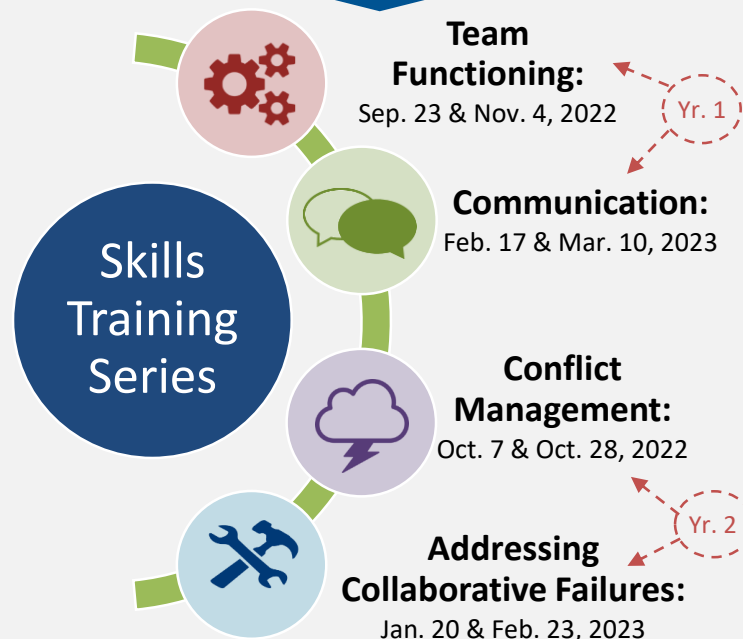 Team
Functioning:
Sep. 23 & Nov. 4, 2022
Yr. 1
Communication:
Feb. 17 & Mar. 10, 2023
Skills
Training
Series
Conflict
Management:
Oct. 7 & Oct. 28, 2022
Yr. 2
Addressing
Collaborative Failures:
Jan. 20 & Feb. 23, 2023